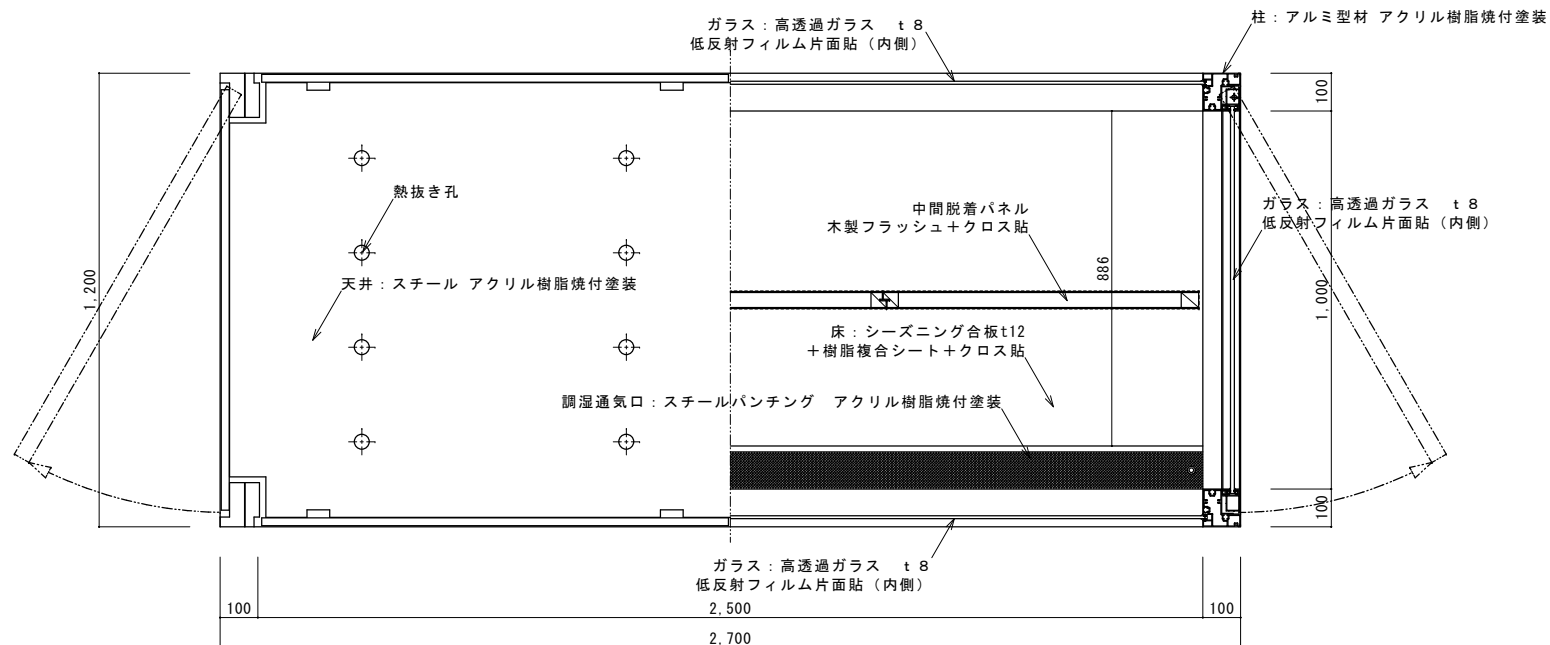 ガラス：高透過ガラス　ｔ８
低反射フィルム片面貼（内側）
柱：アルミ型材 アクリル樹脂焼付塗装
100
熱抜き孔
中間脱着パネル
木製フラッシュ＋クロス貼
ガラス：高透過ガラス　ｔ８
低反射フィルム片面貼（内側）
1,200
天井：スチール アクリル樹脂焼付塗装
886
1,000
床：シーズニング合板t12
＋樹脂複合シート＋クロス貼
調湿通気口：スチールパンチング　アクリル樹脂焼付塗装
100
ガラス：高透過ガラス　ｔ８
低反射フィルム片面貼（内側）
100
2,500
100
2,700